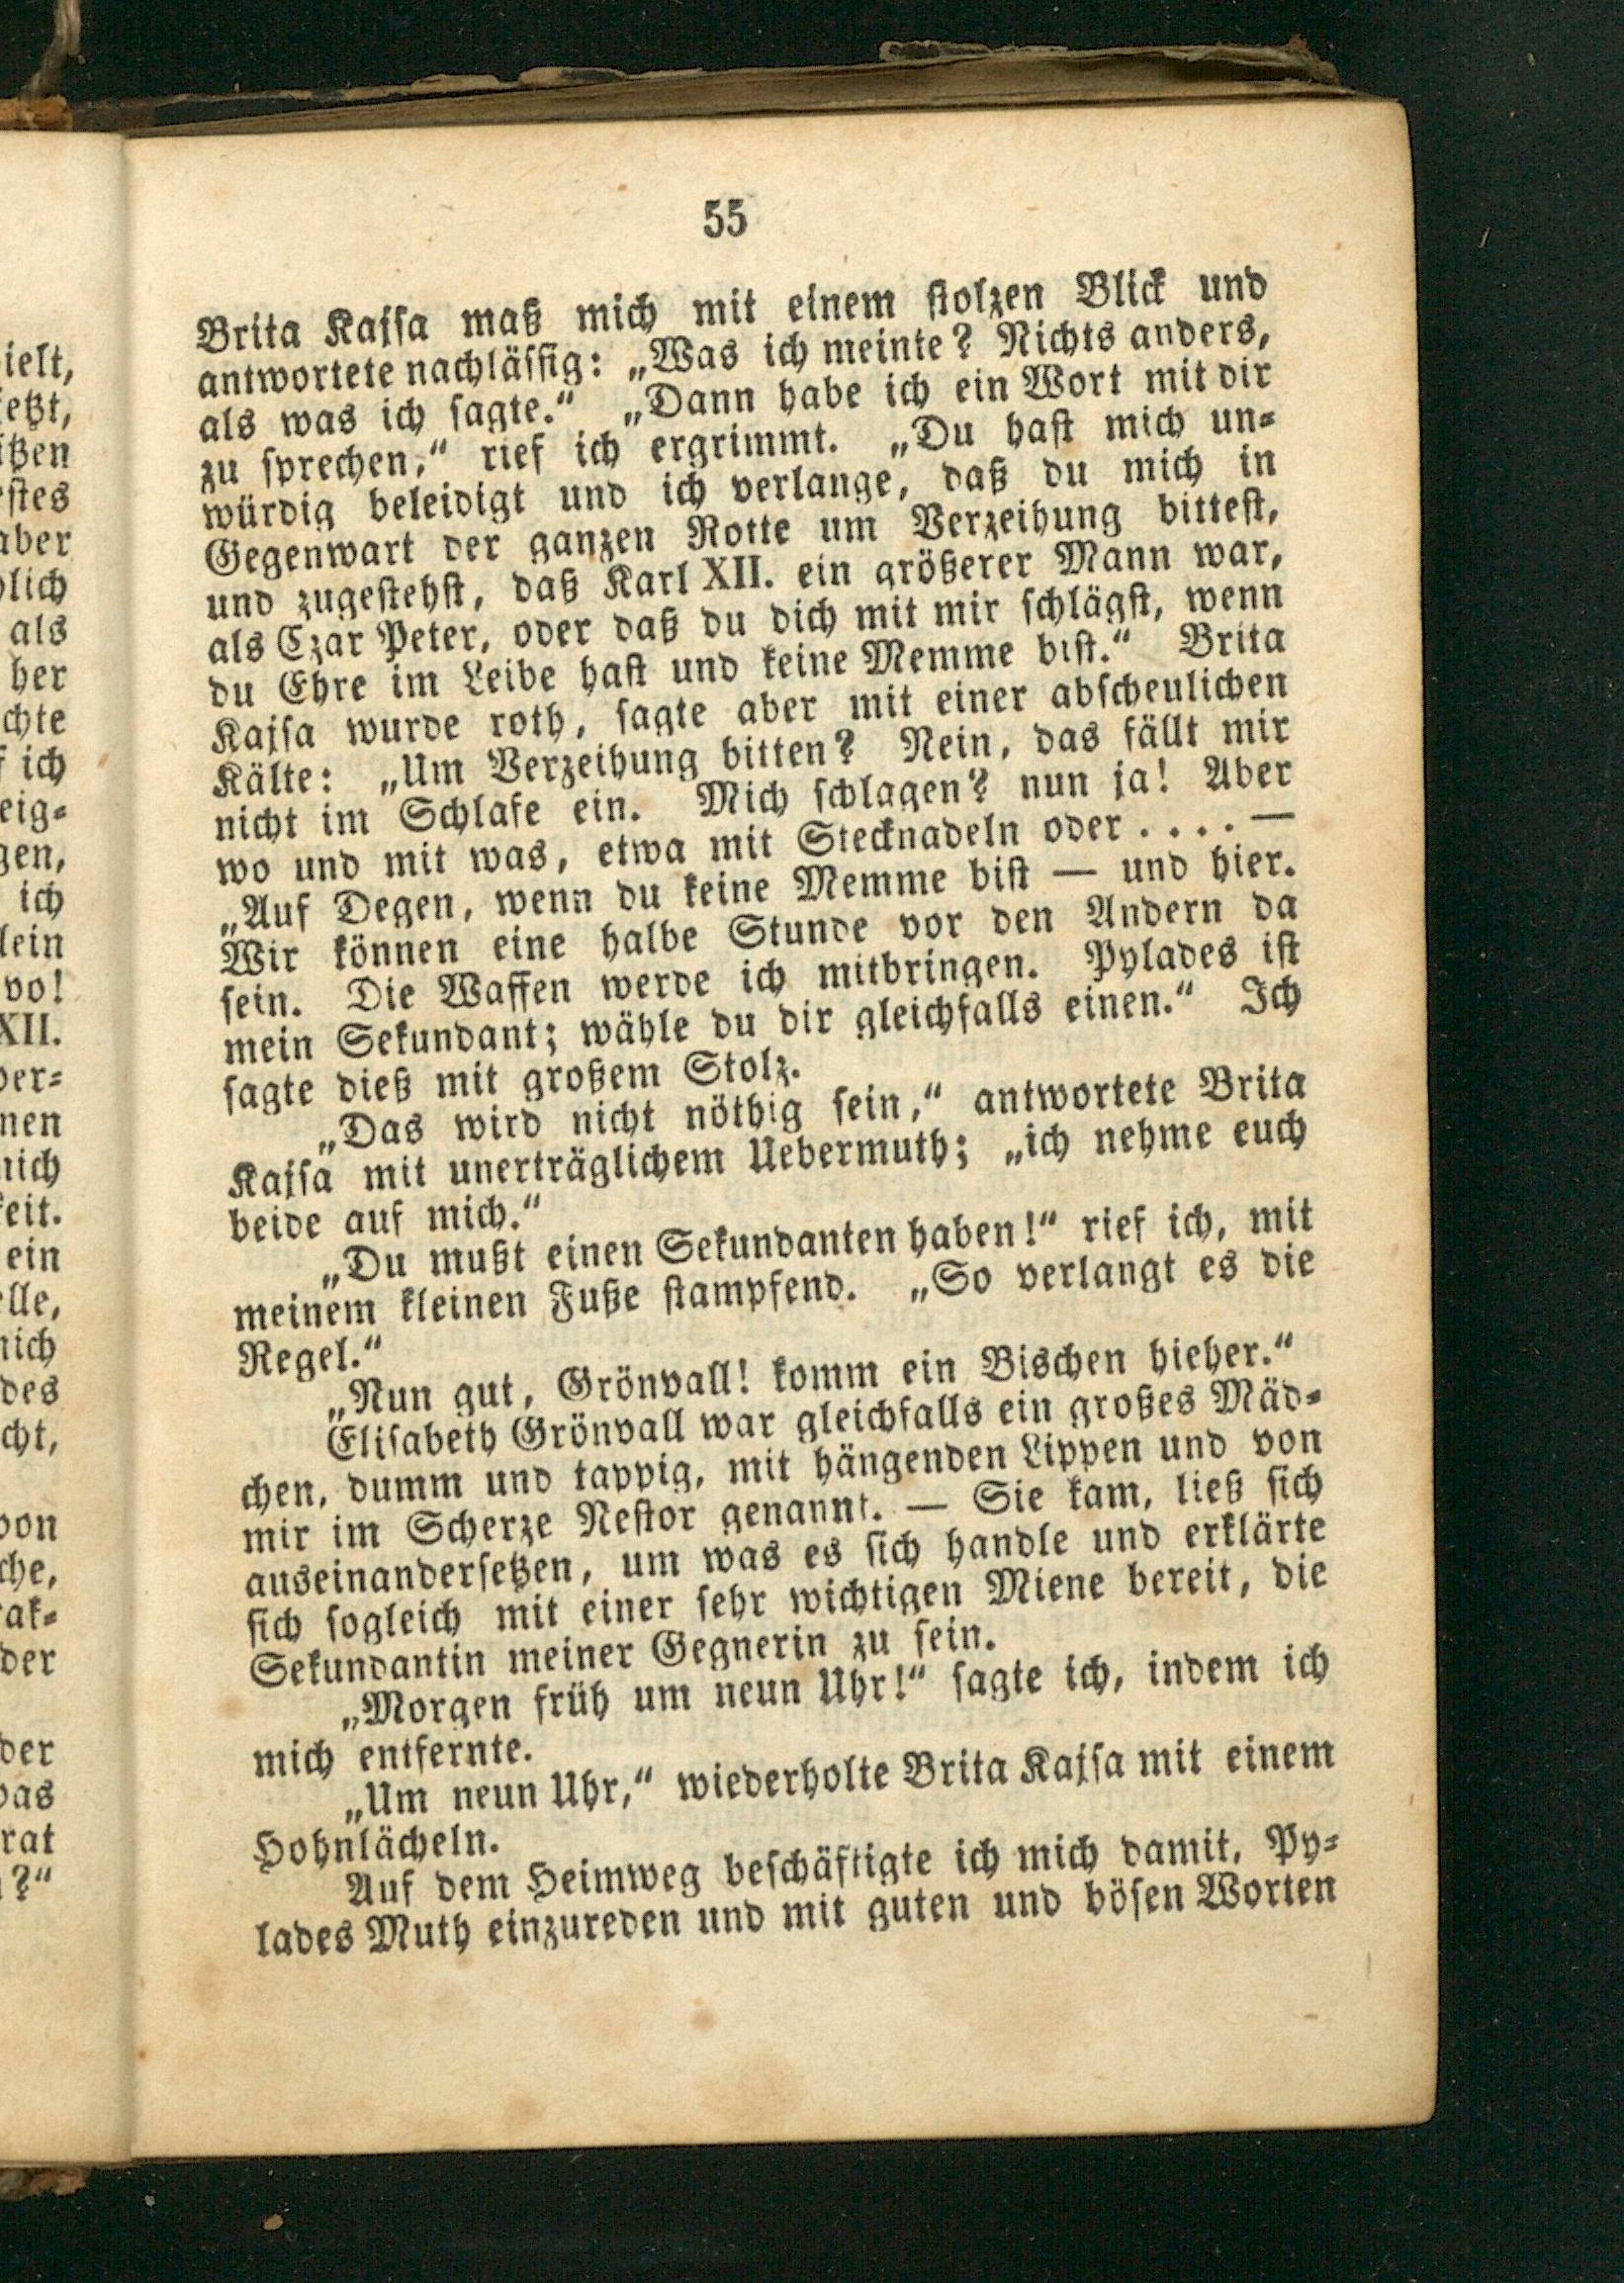 55
Brita Kajsa maß mich mit einem stolzen Blick und
antwortete nachlässig: „Was ich meinte? Nichts anders,
als was ich sagte.“ „Dann habe ich ein Wort mit dir
zu sprechen,“ rief ich ergrimmt. „Du hast mich un-
würdig beleidigt und ich verlange, daß du mich in
Gegenwart der ganzen Rotte um Verzeihung bittest,
und zugestehst, daß Karl XII. ein größerer Mann war,
als Czar Peter, oder daß du dich mit mir schlägst, wenn
du Ehre im Leibe hast und keine Memme bist.“ Brita
Kajsa wurde roth, sagte aber mit einer abscheulichen
Kälte: „Um Verzeihung bitten? Nein, das fällt mir
nicht im Schlafe ein. Mich schlagen? nun ja! Aber
wo und mit was, etwa mit Stecknadeln oder . . . . —
„Auf Degen, wenn du keine Memme bist — und hier.
Wir können eine halbe Stunde vor den Andern da
sein. Die Waffen werde ich mitbringen. Pylades ist
mein Sekundant; wähle du dir gleichfalls einen.“ Ich
sagte dieß mit großem Stolz.
„Das wird nicht nöthig sein,“ antwortete Brita
Kajsa mit unerträglichem Uebermuth; „ich nehme euch
beide auf mich.“
„Du mußt einen Sekundanten haben!“ rief ich, mit
meinem kleinen Fuße stampfend. „So verlangt es die
Regel.“
„Nun gut, Grönvall! komm ein Bischen hieher.“
Elisabeth Grönvall war gleichfalls ein großes Mäd-
chen, dumm und tappig, mit hängenden Lippen und von
mir im Scherze Nestor genannt. — Sie kam, ließ sich
auseinandersetzen, um was es sich handle und erklärte
sich sogleich mit einer sehr wichtigen Miene bereit, die
Sekundantin meiner Gegnerin zu sein.
„Morgen früh um neun Uhr!“ sagte ich, indem ich
mich entfernte.
„Um neun Uhr,“ wiederholte Brita Kajsa mit einem
Hohnlächeln.
Auf dem Heimweg beschäftigte ich mich damit, Py-
lades Muth einzureden und mit guten und bösen Worten